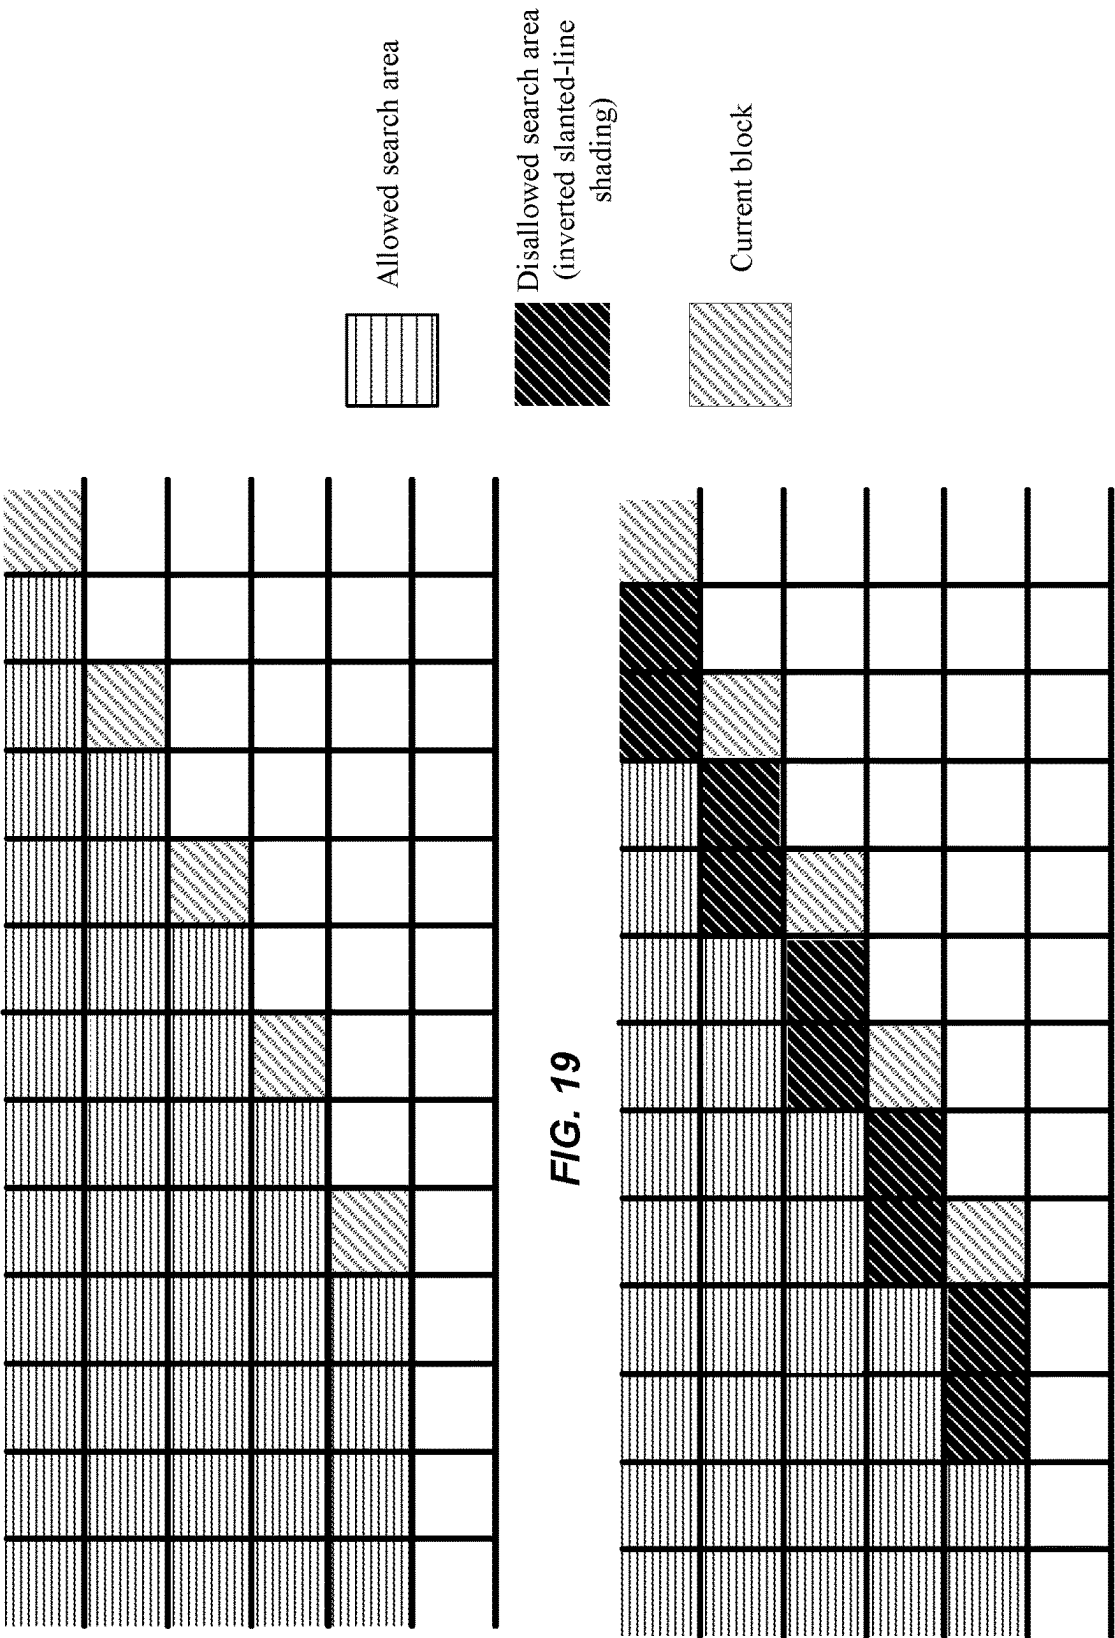 Allowed search area
Disallowed search area
(inverted slanted-line
shading)
Current block
FIG. 19